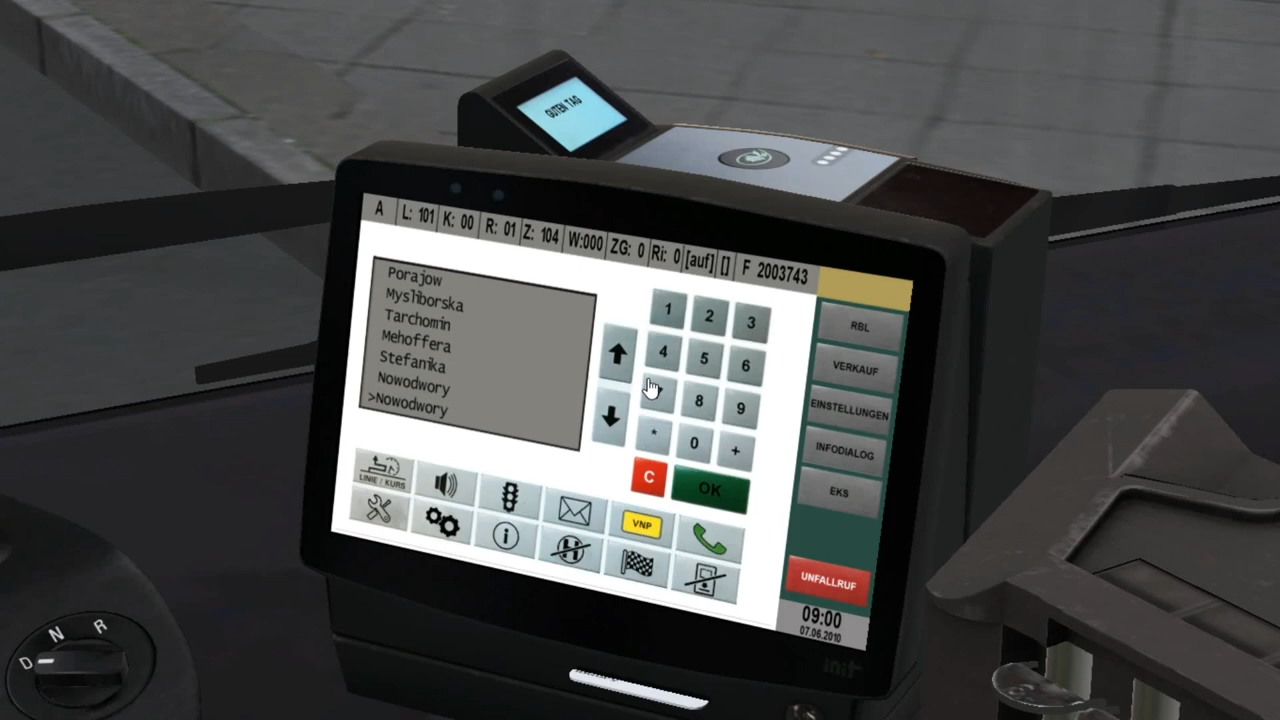 GUTEN TAG
A L: 101 K: 00 R: 01 Z: 104 W:000 ZG: 0 Ri: 0 [auf] [] F 2003743
Porajow
Mysliborska
Tarchomin
Mehoffera
Stefanika
Nowodwory
>Nowodwory
1 2 3
4 5 6
8 9
* 0 +
C OK
RBL
VERKAUF
EINSTELLUNGEN
INFODIALOG
EKS
UNFALLRUF
09:00
07.06.2010
LINIE / KURS
VNP
i
H
init
D N R